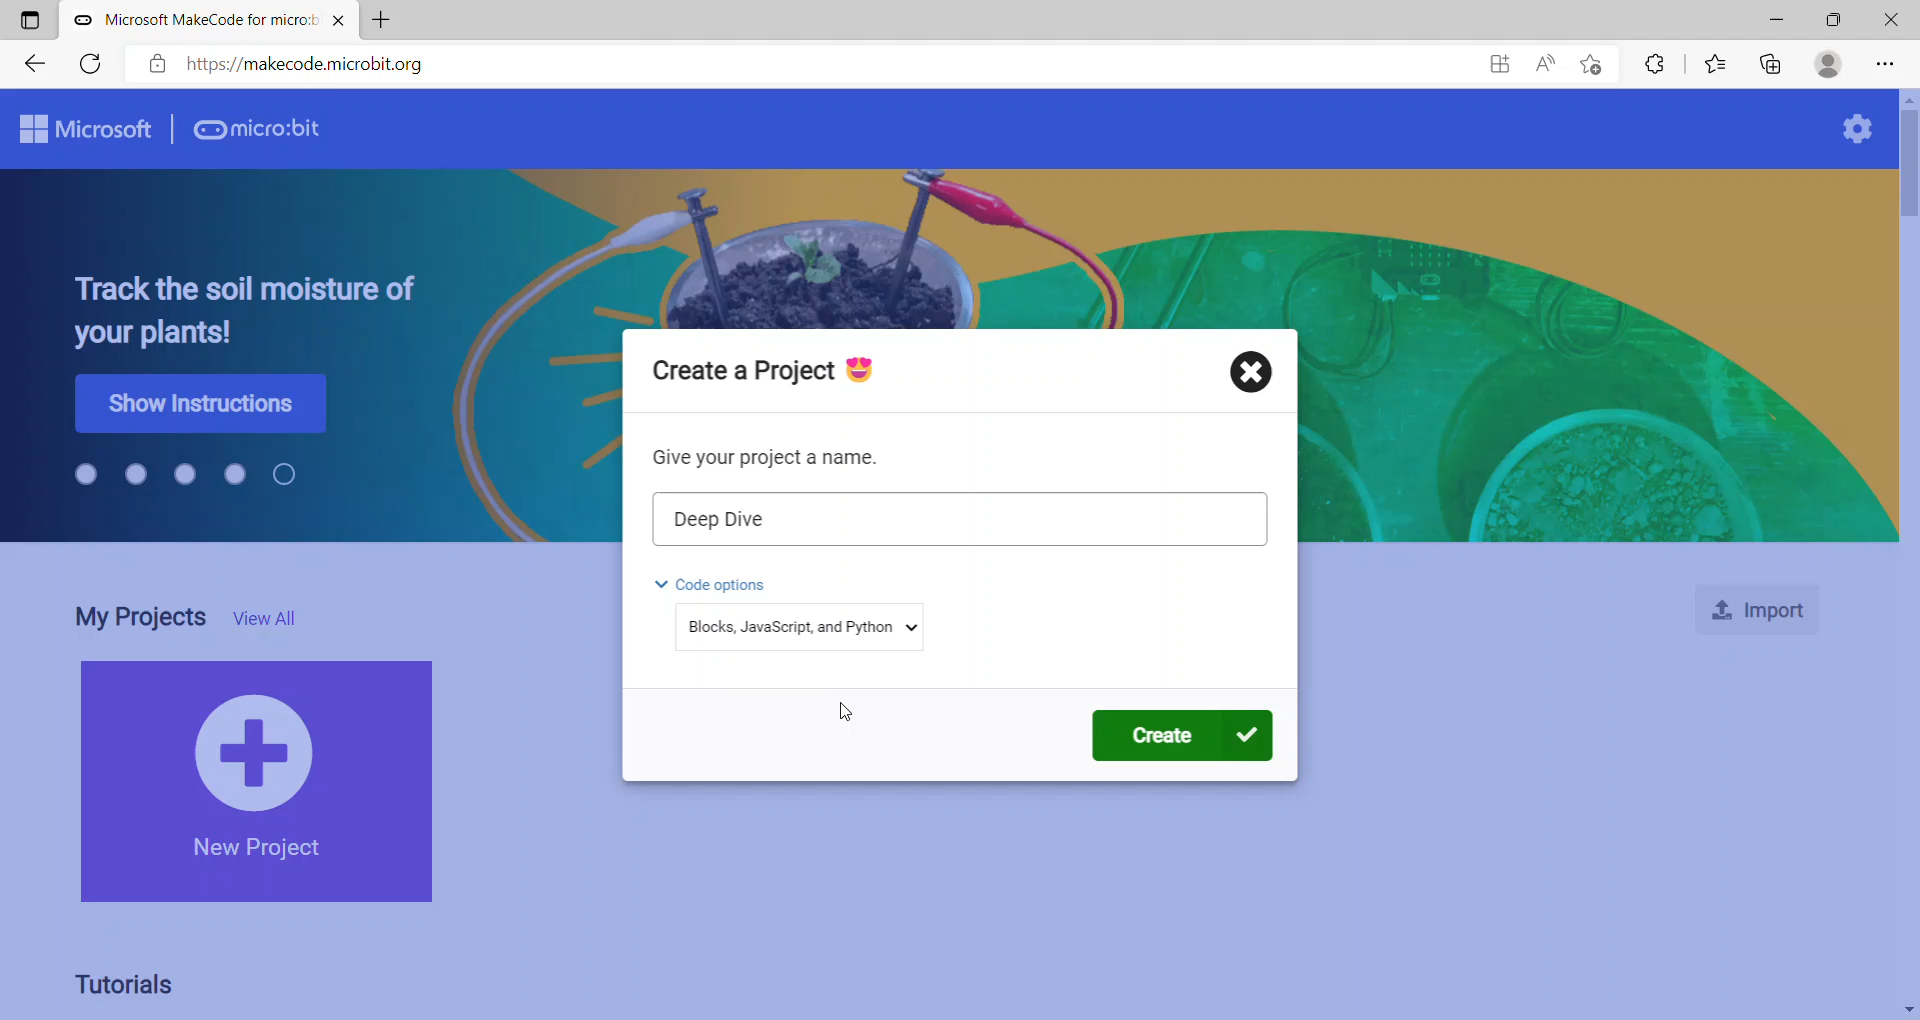 Microsoft MakeCode for micro:b
https://makecode.microbit.org
Microsoft | micro:bit
Track the soil moisture of
your plants!
Show Instructions
Create a Project 😍
Give your project a name.
Deep Dive
Code options
Blocks, JavaScript, and Python
Create
My Projects View All
Import
New Project
Tutorials